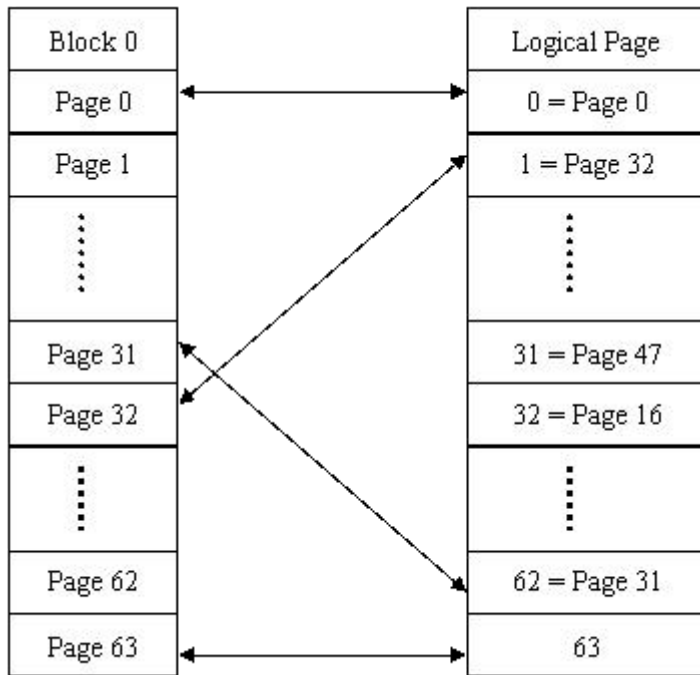 Block 0
Page 0
Page 1
Page 31
Page 32
Page 62
Page 63
Logical Page
0 = Page 0
1 = Page 32
31 = Page 47
32 = Page 16
62 = Page 31
63